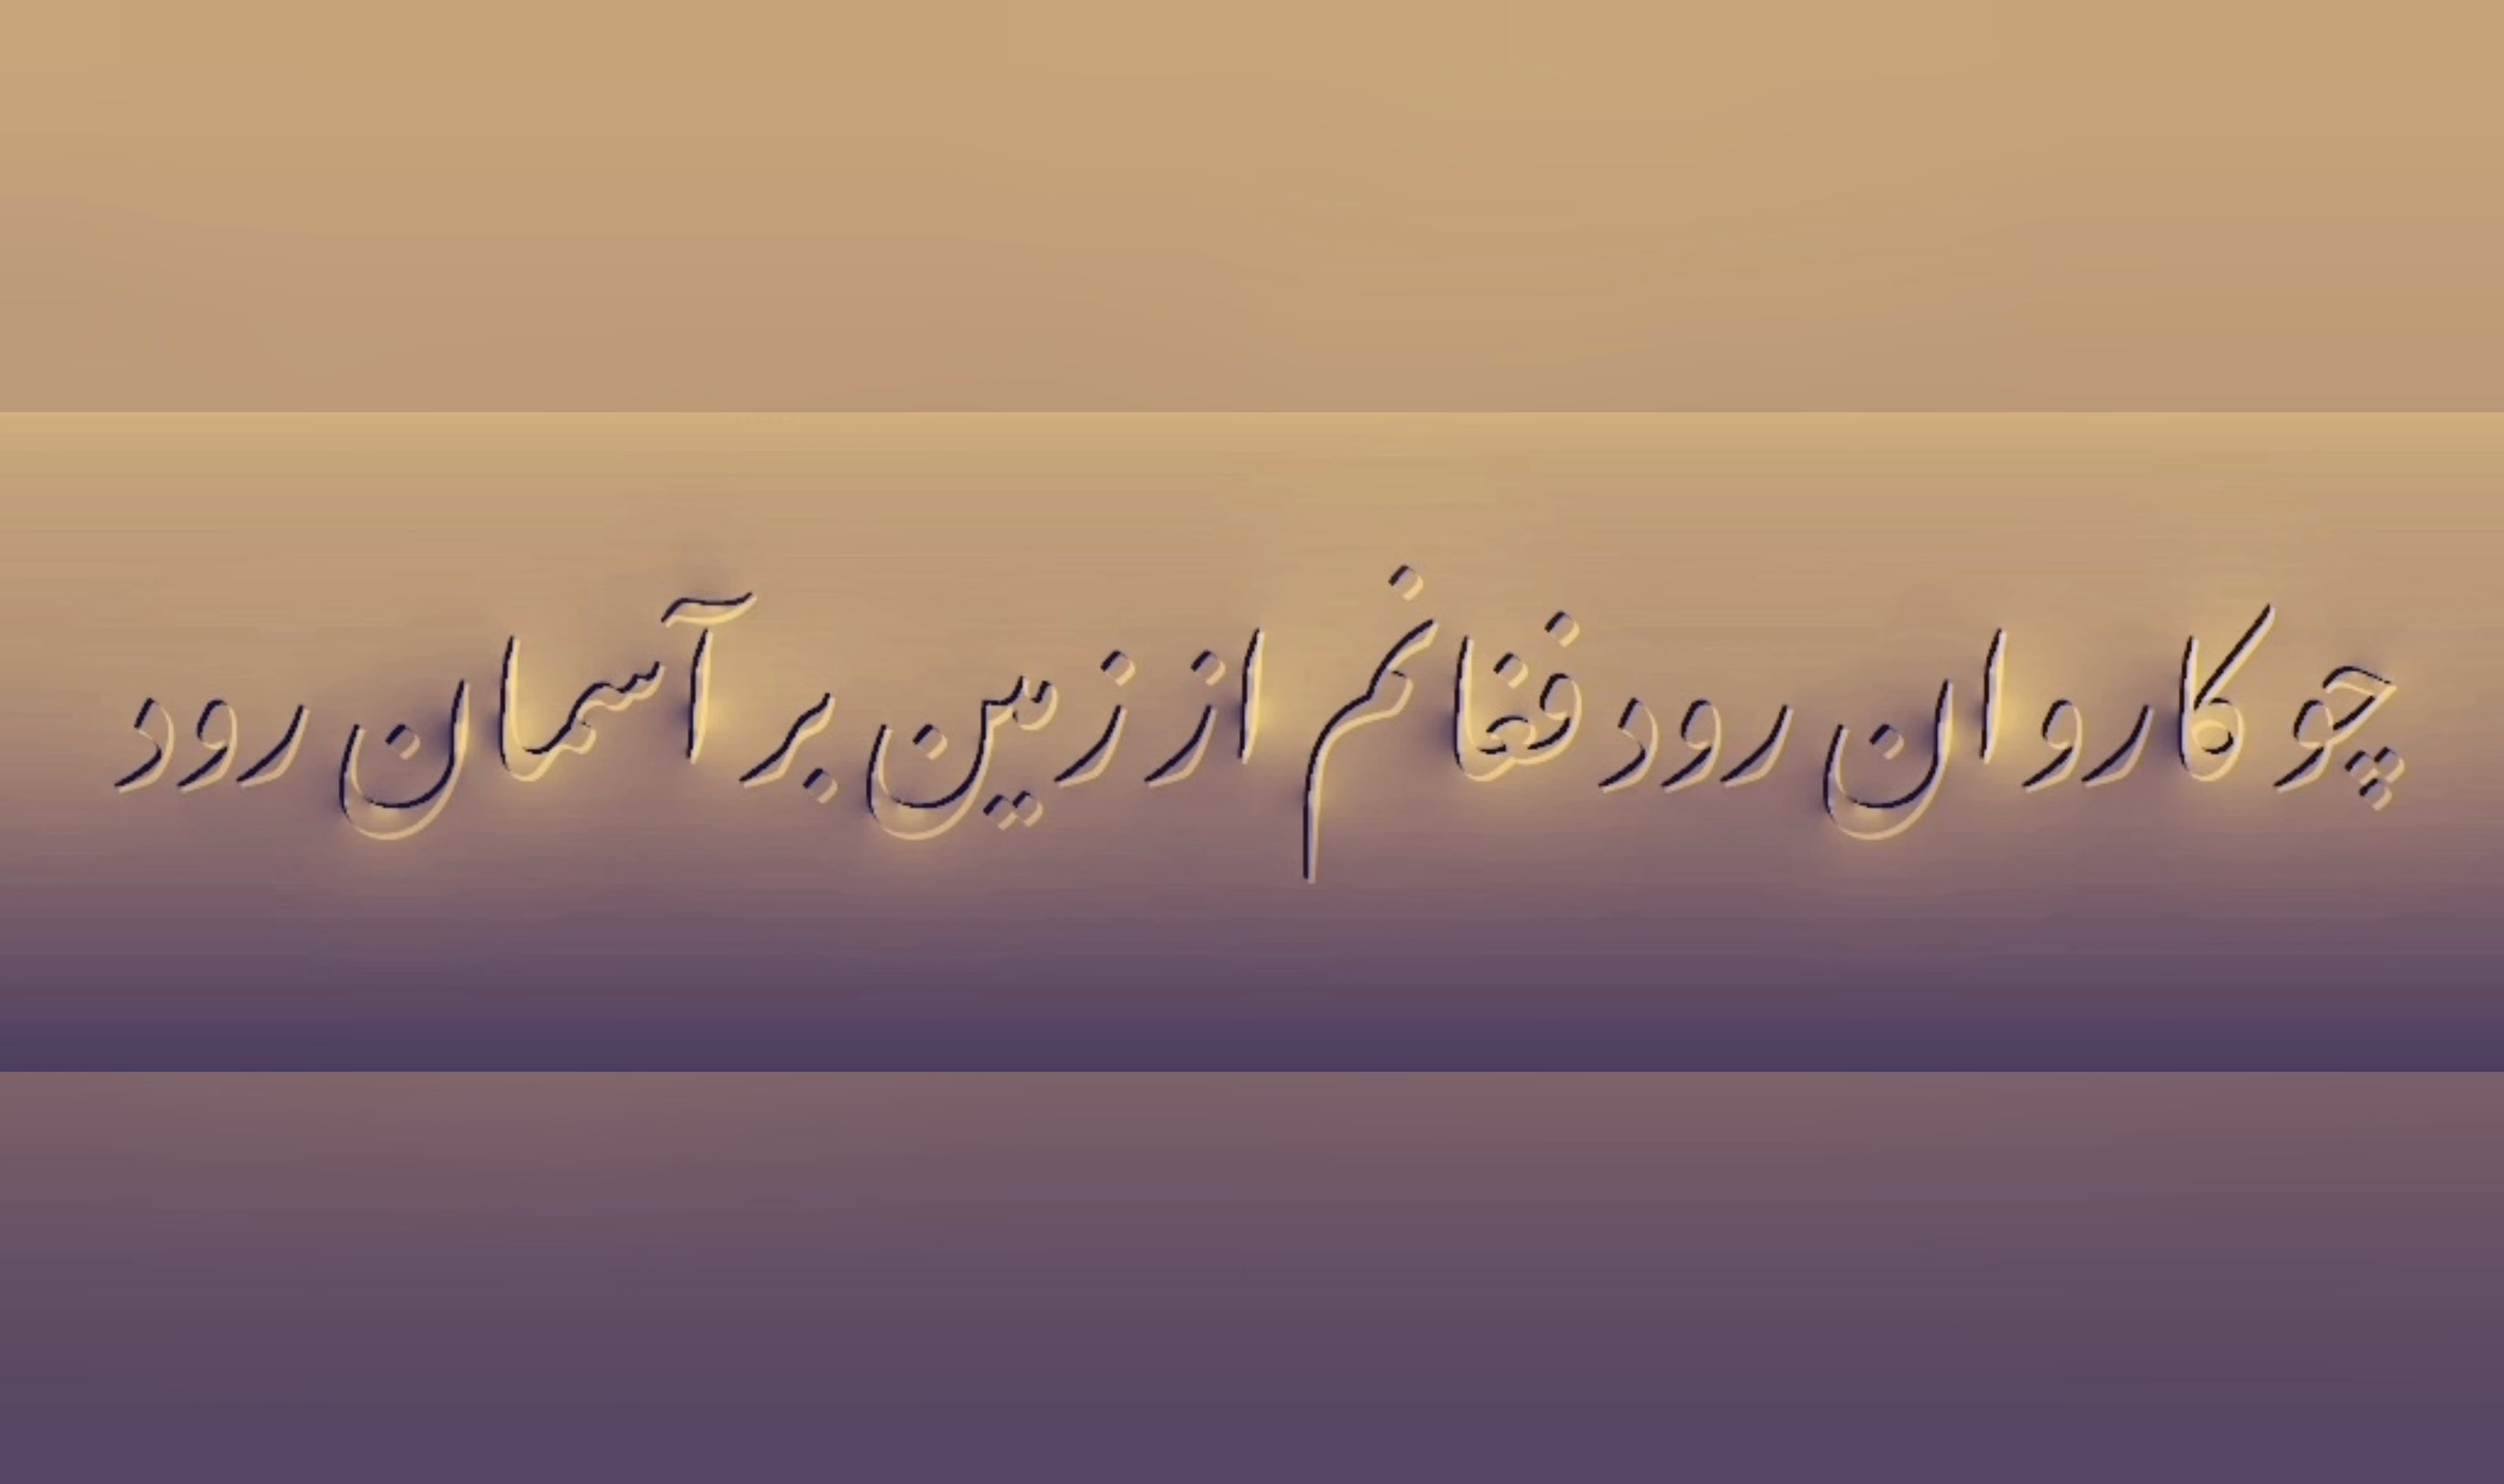 چو کاروان رود فغانم از زمین بر آسمان رود